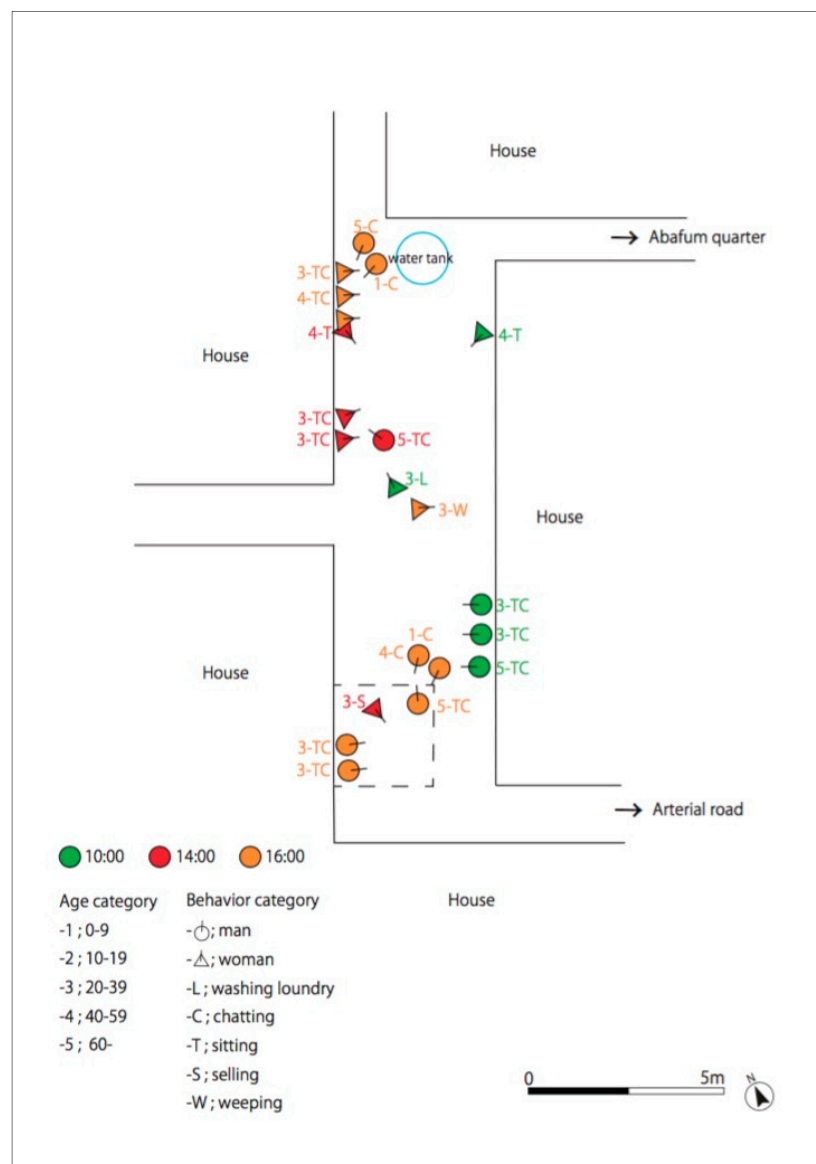 House
5-C
Abafum quarter
water tank
3-TC
1-C
4-TC
4-T
4-T
House
3-TC
3-TC
5-TC
3-L
3-W
House
3-TC
3-TC
1-C
4-C
5-TC
House
3-S
5-TC
3-TC
3-TC
Arterial road
10:00 14:00 16:00
Age category
-1 ; 0-9
-2 ; 10-19
-3 ; 20-39
-4 ; 40-59
-5 ; 60-
Behavior category
- ; man
- ; woman
-L ; washing loundry
-C ; chatting
-T ; sitting
-S ; selling
-W ; weeping
House
0 5m
N